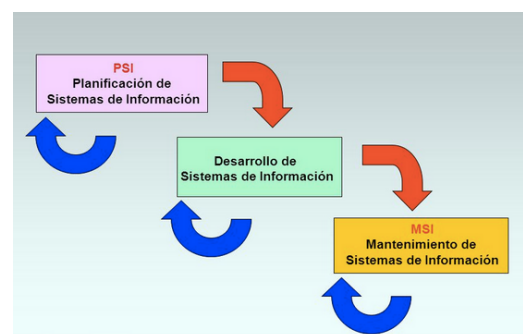 PSI
Planificación de
Sistemas de Información
Desarrollo de
Sistemas de Información
MSI
Mantenimiento de
Sistemas de Información